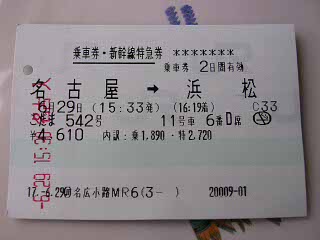 乗車券・新幹線特急券 *******
乗車券 2日間有効
名古屋 → 浜松
6月29日 (15:33発) (16:19着) C33
こだま 542号 11号車 6番D席
¥4,610 内訳:乗1,890・特2,720
17.-6.29 名広小路MR6(3- ) 20009-01